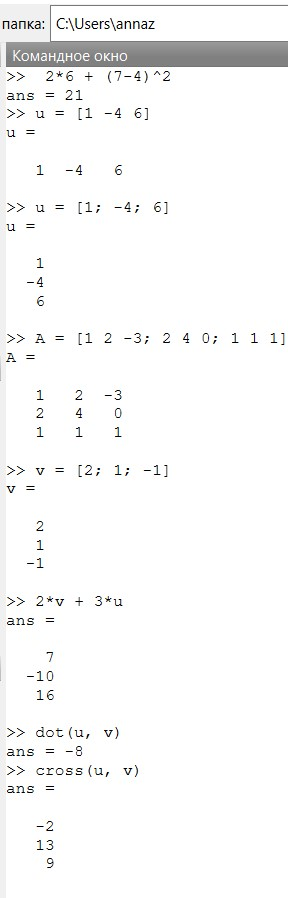 папка: C:\Users\annaz
Командное окно
>>  2*6 + (7-4)^2
ans = 21
>> u = [1 -4 6]
u =
1  -4   6
>> u = [1; -4; 6]
u =
1
-4
6
>> A = [1 2 -3; 2 4 0; 1 1 1]
A =
1   2  -3
2   4   0
1   1   1
>> v = [2; 1; -1]
v =
2
1
-1
>> 2*v + 3*u
ans =
7
-10
16
>> dot(u, v)
ans = -8
>> cross(u, v)
ans =
-2
13
9